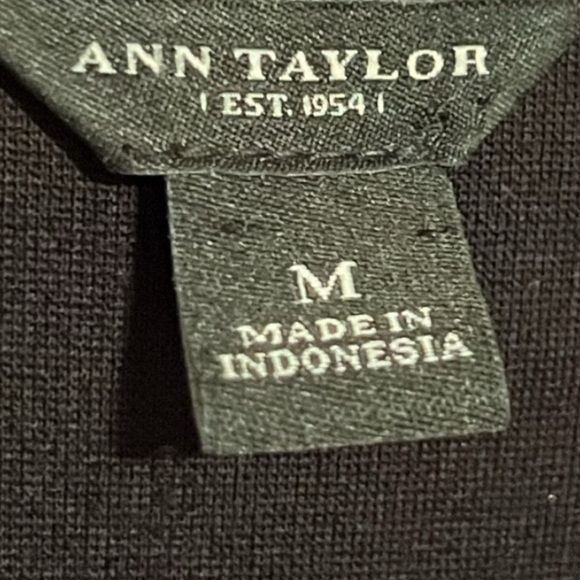 ANN TAYLOR
| EST. 1954 |
M
MADE IN
INDONESIA